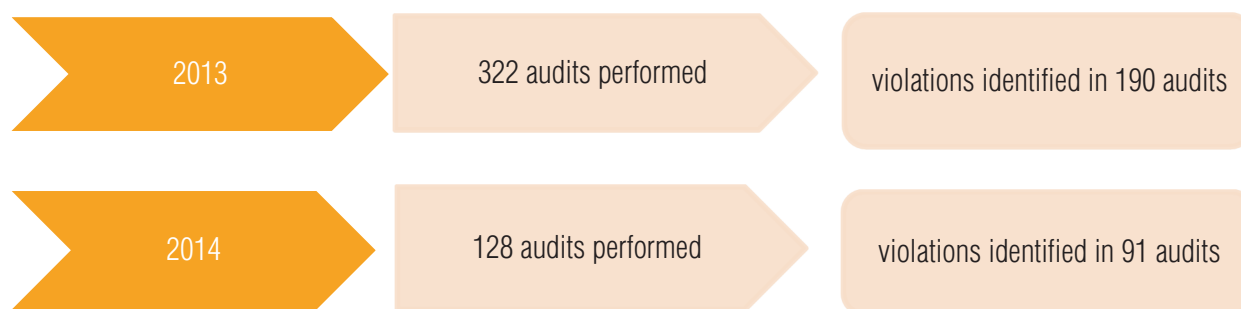 2013
322 audits performed
violations identified in 190 audits
2014
128 audits performed
violations identified in 91 audits